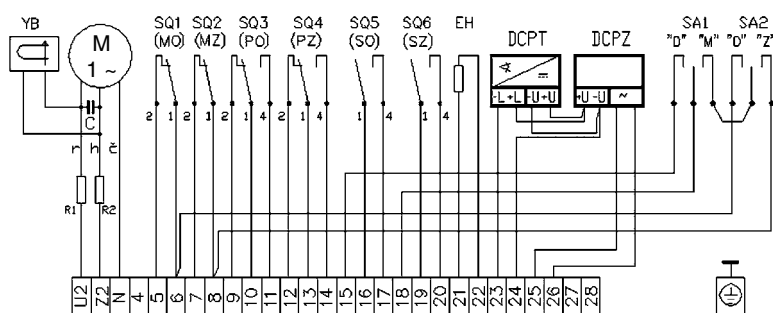 YB
SQ1 SQ2 SQ3 SQ4 SQ5 SQ6 EH DCPT DCPZ SA1 SA2
(MO) (MZ) (PO) (PZ) (SO) (SZ)
"D" "M" "O" "Z"
M
1 ~
-L +L -U +U +U -U ~
C
2 1 2 1 2 1 4 2 1 4 1 4 1 4
r h č
R1 R2
U2 Z2 N 4 5 6 7 8 9 10 11 12 13 14 15 16 17 18 19 20 21 22 23 24 25 26 27 28